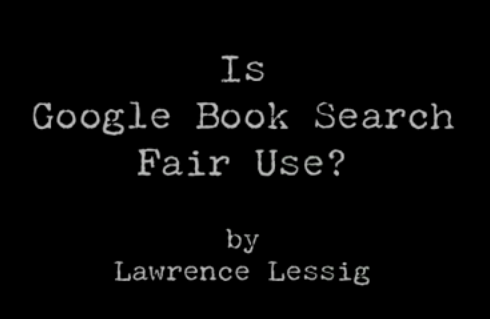 Is
Google Book Search
Fair Use?
by
Lawrence Lessig